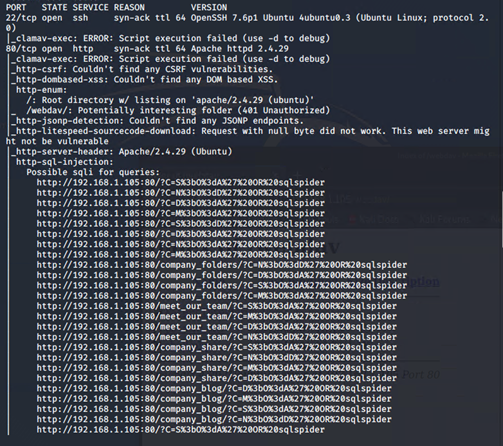 PORT STATE SERVICE REASON VERSION
22/tcp open ssh syn-ack ttl 64 OpenSSH 7.6p1 Ubuntu 4ubuntu0.3 (Ubuntu Linux; protocol 2.
0)
|_clamav-exec: ERROR: Script execution failed (use -d to debug)
80/tcp open http syn-ack ttl 64 Apache httpd 2.4.29
|_clamav-exec: ERROR: Script execution failed (use -d to debug)
|_http-csrf: Couldn't find any CSRF vulnerabilities.
|_http-dombased-xss: Couldn't find any DOM based XSS.
| http-enum:
| /: Root directory w/ listing on 'apache/2.4.29 (ubuntu)'
|_ /webdav/: Potentially interesting folder (401 Unauthorized)
|_http-jsonp-detection: Couldn't find any JSONP endpoints.
|_http-litespeed-sourcecode-download: Request with null byte did not work. This web server mig
ht not be vulnerable
|_http-server-header: Apache/2.4.29 (Ubuntu)
| http-sql-injection:
| Possible sqli for queries:
| http://192.168.1.105:80/?C=S%3bO%3dA%27%20OR%20sqlspider
| http://192.168.1.105:80/?C=N%3bO%3dD%27%20OR%20sqlspider
| http://192.168.1.105:80/?C=D%3bO%3dA%27%20OR%20sqlspider
| http://192.168.1.105:80/?C=M%3bO%3dA%27%20OR%20sqlspider
| http://192.168.1.105:80/?C=S%3bO%3dA%27%20OR%20sqlspider
| http://192.168.1.105:80/?C=D%3bO%3dA%27%20OR%20sqlspider
| http://192.168.1.105:80/?C=N%3bO%3dA%27%20OR%20sqlspider
| http://192.168.1.105:80/?C=M%3bO%3dA%27%20OR%20sqlspider
| http://192.168.1.105:80/company_folders/?C=N%3bO%3dD%27%20OR%20sqlspider
| http://192.168.1.105:80/company_folders/?C=D%3bO%3dA%27%20OR%20sqlspider
| http://192.168.1.105:80/company_folders/?C=S%3bO%3dA%27%20OR%20sqlspider
| http://192.168.1.105:80/company_folders/?C=M%3bO%3dA%27%20OR%20sqlspider
| http://192.168.1.105:80/meet_our_team/?C=S%3bO%3dA%27%20OR%20sqlspider
| http://192.168.1.105:80/meet_our_team/?C=M%3bO%3dA%27%20OR%20sqlspider
| http://192.168.1.105:80/meet_our_team/?C=D%3bO%3dA%27%20OR%20sqlspider
| http://192.168.1.105:80/meet_our_team/?C=N%3bO%3dD%27%20OR%20sqlspider
| http://192.168.1.105:80/company_share/?C=S%3bO%3dA%27%20OR%20sqlspider
| http://192.168.1.105:80/company_share/?C=N%3bO%3dD%27%20OR%20sqlspider
| http://192.168.1.105:80/company_share/?C=M%3bO%3dA%27%20OR%20sqlspider
| http://192.168.1.105:80/company_share/?C=D%3bO%3dA%27%20OR%20sqlspider
| http://192.168.1.105:80/company_blog/?C=D%3bO%3dA%27%20OR%20sqlspider
| http://192.168.1.105:80/company_blog/?C=M%3bO%3dA%27%20OR%20sqlspider
| http://192.168.1.105:80/company_blog/?C=S%3bO%3dA%27%20OR%20sqlspider
| http://192.168.1.105:80/company_blog/?C=N%3bO%3dD%27%20OR%20sqlspider
| http://192.168.1.105:80/?C=S%3bO%3dA%27%20OR%20sqlspider